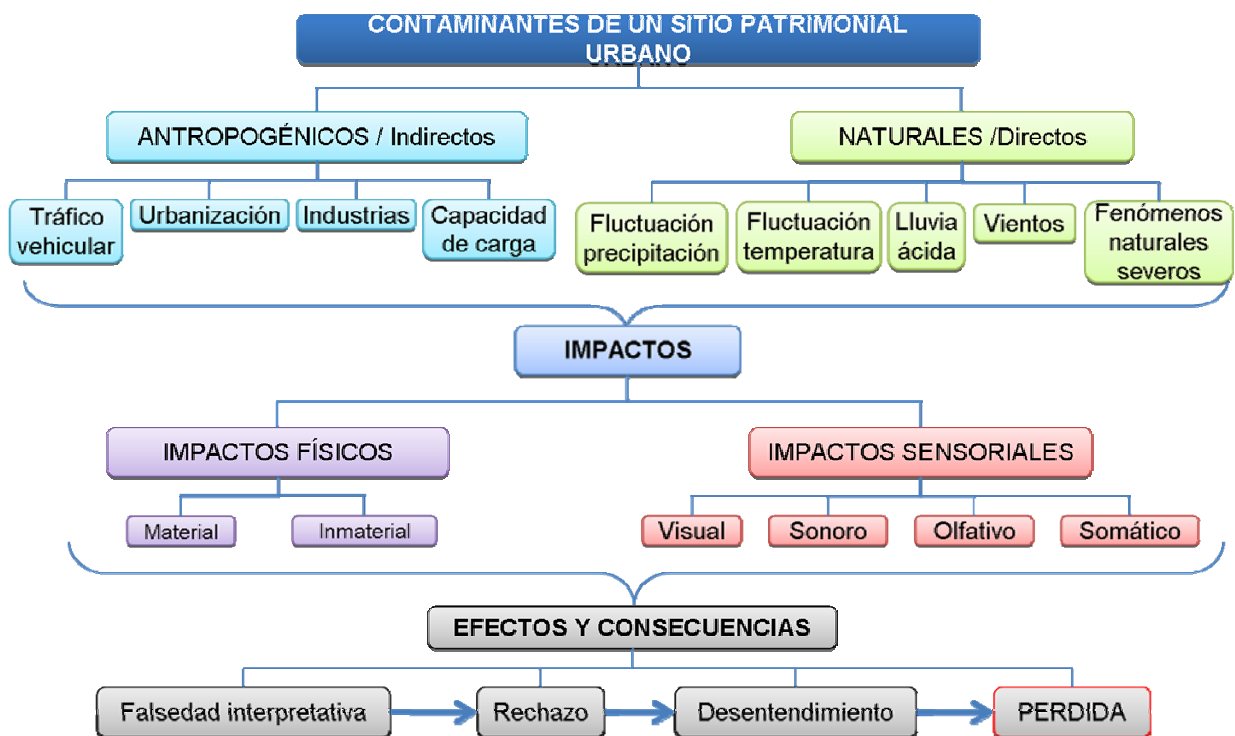 CONTAMINANTES DE UN SITIO PATRIMONIAL
URBANO
ANTROPOGÉNICOS / Indirectos
NATURALES /Directos
Tráfico
vehicular
Urbanización
Industrias
Capacidad
de carga
Fluctuación
precipitación
Fluctuación
temperatura
Lluvia
ácida
Vientos
Fenómenos
naturales
severos
IMPACTOS
IMPACTOS FÍSICOS
IMPACTOS SENSORIALES
Material
Inmaterial
Visual
Sonoro
Olfativo
Somático
EFECTOS Y CONSECUENCIAS
Falsedad interpretativa
Rechazo
Desentendimiento
PERDIDA